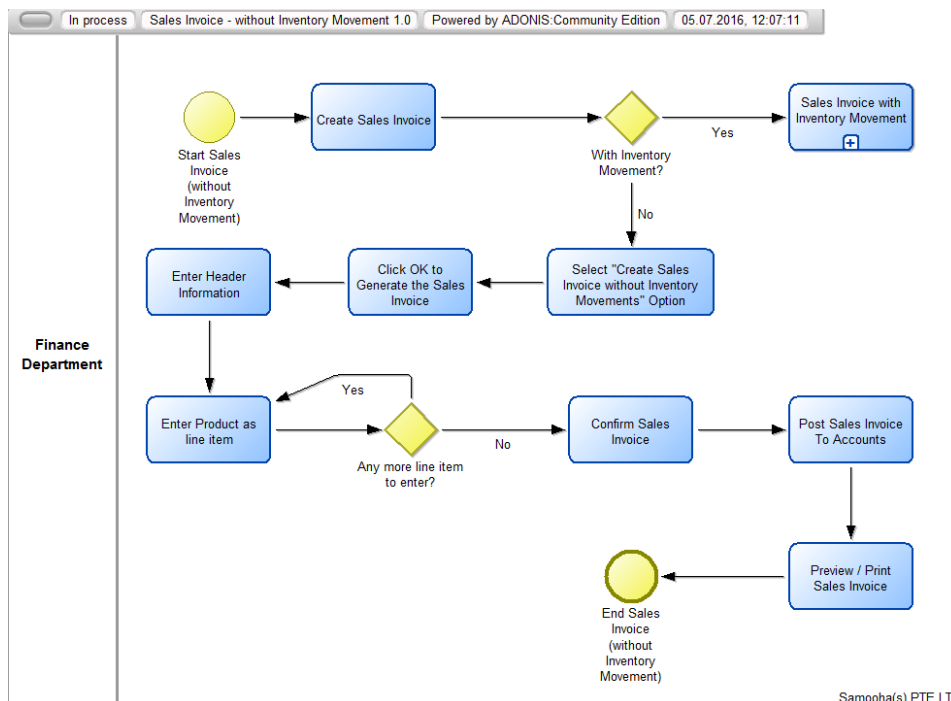 In process
Sales Invoice - without Inventory Movement 1.0
Powered by ADONIS:Community Edition
05.07.2016, 12:07:11
Create Sales Invoice
Sales Invoice with
Inventory Movement
Yes
Start Sales
Invoice
(without
Inventory
Movement)
With Inventory
Movement?
No
Enter Header
Information
Click OK to
Generate the Sales
Invoice
Select "Create Sales
Invoice without Inventory
Movements" Option
Finance
Department
Yes
Enter Product as
line item
Any more line item
to enter?
No
Confirm Sales
Invoice
Post Sales Invoice
To Accounts
Preview / Print
Sales Invoice
End Sales
Invoice
(without
Inventory
Movement)
Samooha(s) PTE LT